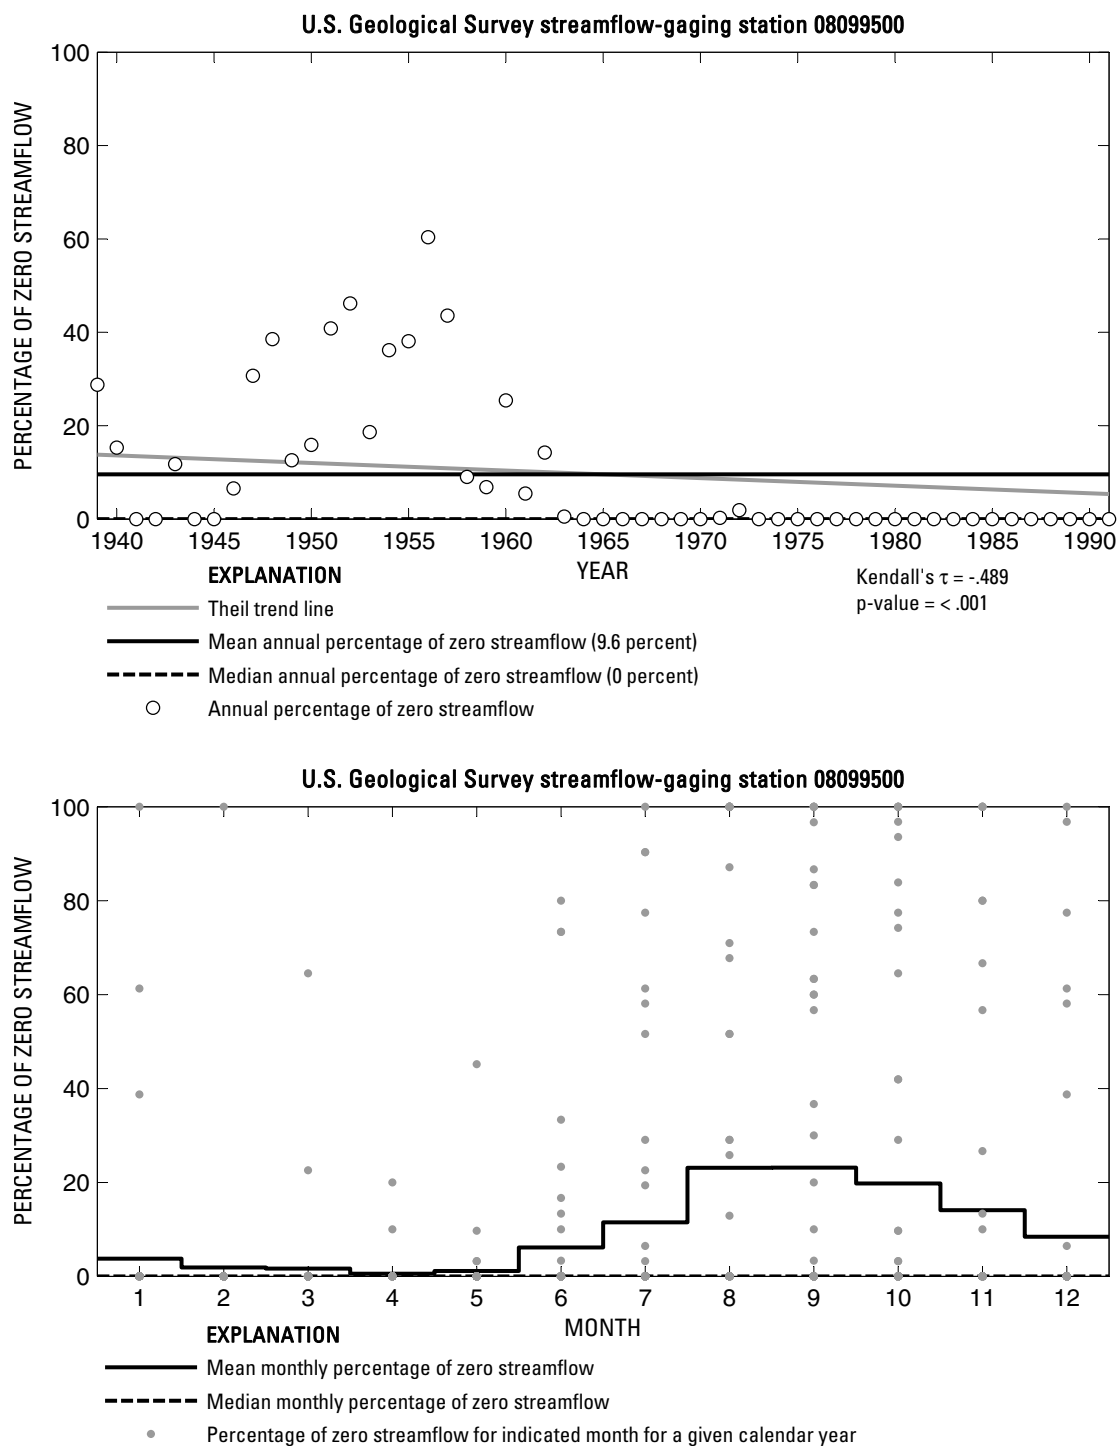 U.S. Geological Survey streamflow-gaging station 08099500
PERCENTAGE OF ZERO STREAMFLOW
100
80
60
40
20
0
1940 1945 1950 1955 1960 1965 1970 1975 1980 1985 1990
YEAR
EXPLANATION
Theil trend line
Mean annual percentage of zero streamflow (9.6 percent)
Median annual percentage of zero streamflow (0 percent)
Annual percentage of zero streamflow
Kendall's τ = -.489
p-value = < .001
U.S. Geological Survey streamflow-gaging station 08099500
PERCENTAGE OF ZERO STREAMFLOW
100
80
60
40
20
0
1 2 3 4 5 6 7 8 9 10 11 12
MONTH
EXPLANATION
Mean monthly percentage of zero streamflow
Median monthly percentage of zero streamflow
Percentage of zero streamflow for indicated month for a given calendar year